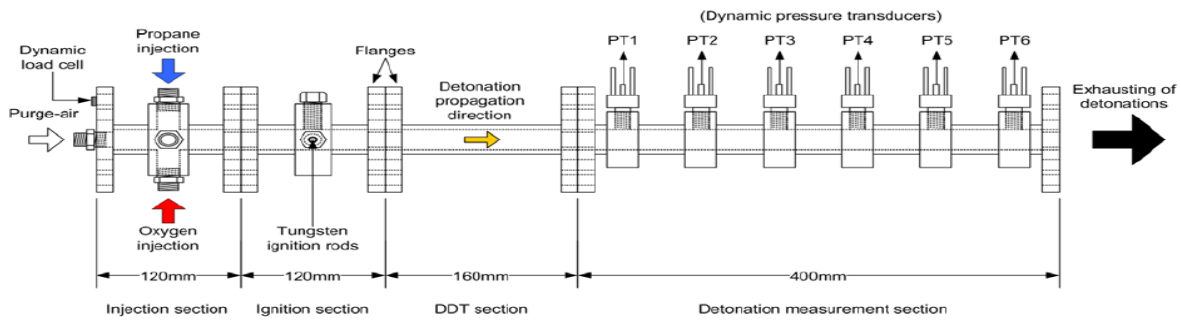 (Dynamic pressure transducers)
Propane
injection
PT1
PT2
PT3
PT4
PT5
PT6
Dynamic
load cell
Flanges
Purge-air
Detonation
propagation
direction
Exhausting of
detonations
Oxygen
injection
Tungsten
ignition rods
120mm
120mm
160mm
400mm
Injection section
Ignition section
DDT section
Detonation measurement section